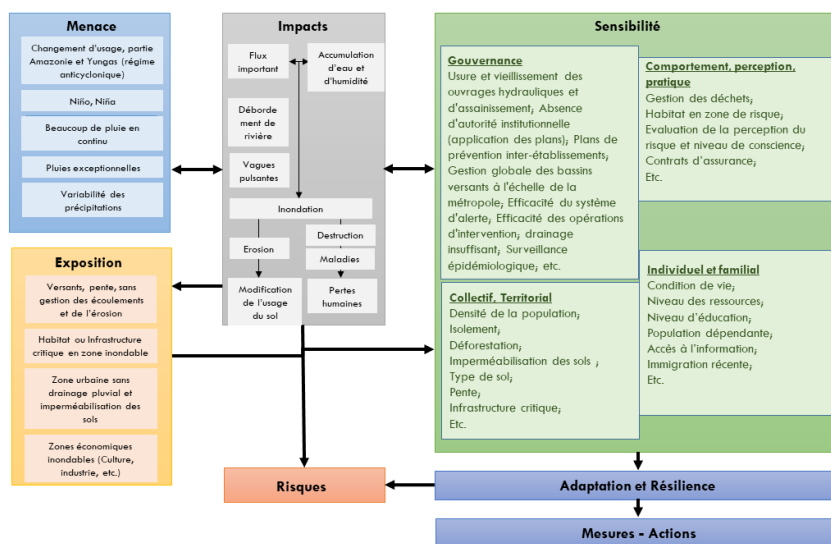 Menace
Changement d'usage, partie
Amazonie et Yungas (régime
anticyclonique)
Niño, Niña
Beaucoup de pluie en
continu
Pluies exceptionnelles
Variabilité des
précipitations
Exposition
Versants, pente, sans
gestion des écoulements
et de l'érosion
Habitat ou Infrastructure
critique en zone inondable
Zone urbaine sans
drainage pluvial et
imperméabilisation des
sols
Zones économiques
inondables (Culture,
industrie, etc.)
Impacts
Flux
important
Accumulation
d'eau et
d'humidité
Déborde
ment de
rivière
Vagues
pulsantes
Inondation
Erosion
Destruction
Maladies
Modification
de l'usage
du sol
Pertes
humaines
Sensibilité
Gouvernance
Usure et vieillissement des
ouvrages hydrauliques et
d'assainissement; Absence
d'autorité institutionnelle
(application des plans); Plans de
prévention inter-établissements;
Gestion globale des bassins
versants à l'échelle de la
métropole; Efficacité du système
d'alerte; Efficacité des opérations
d'intervention; drainage
insuffisant; Surveillance
épidémiologique; etc.
Comportement, perception,
pratique
Gestion des déchets;
Habitat en zone de risque;
Evaluation de la perception du
risque et niveau de conscience;
Contrats d'assurance;
Etc.
Collectif, Territorial
Densité de la population;
Isolement;
Déforestation;
Imperméabilisation des sols ;
Type de sol;
Pente;
Infrastructure critique;
Etc.
Individuel et familial
Condition de vie;
Niveau des ressources;
Niveau d'éducation;
Population dépendante;
Accès à l'information;
Immigration récente;
Etc.
Risques
Adaptation et Résilience
Mesures - Actions